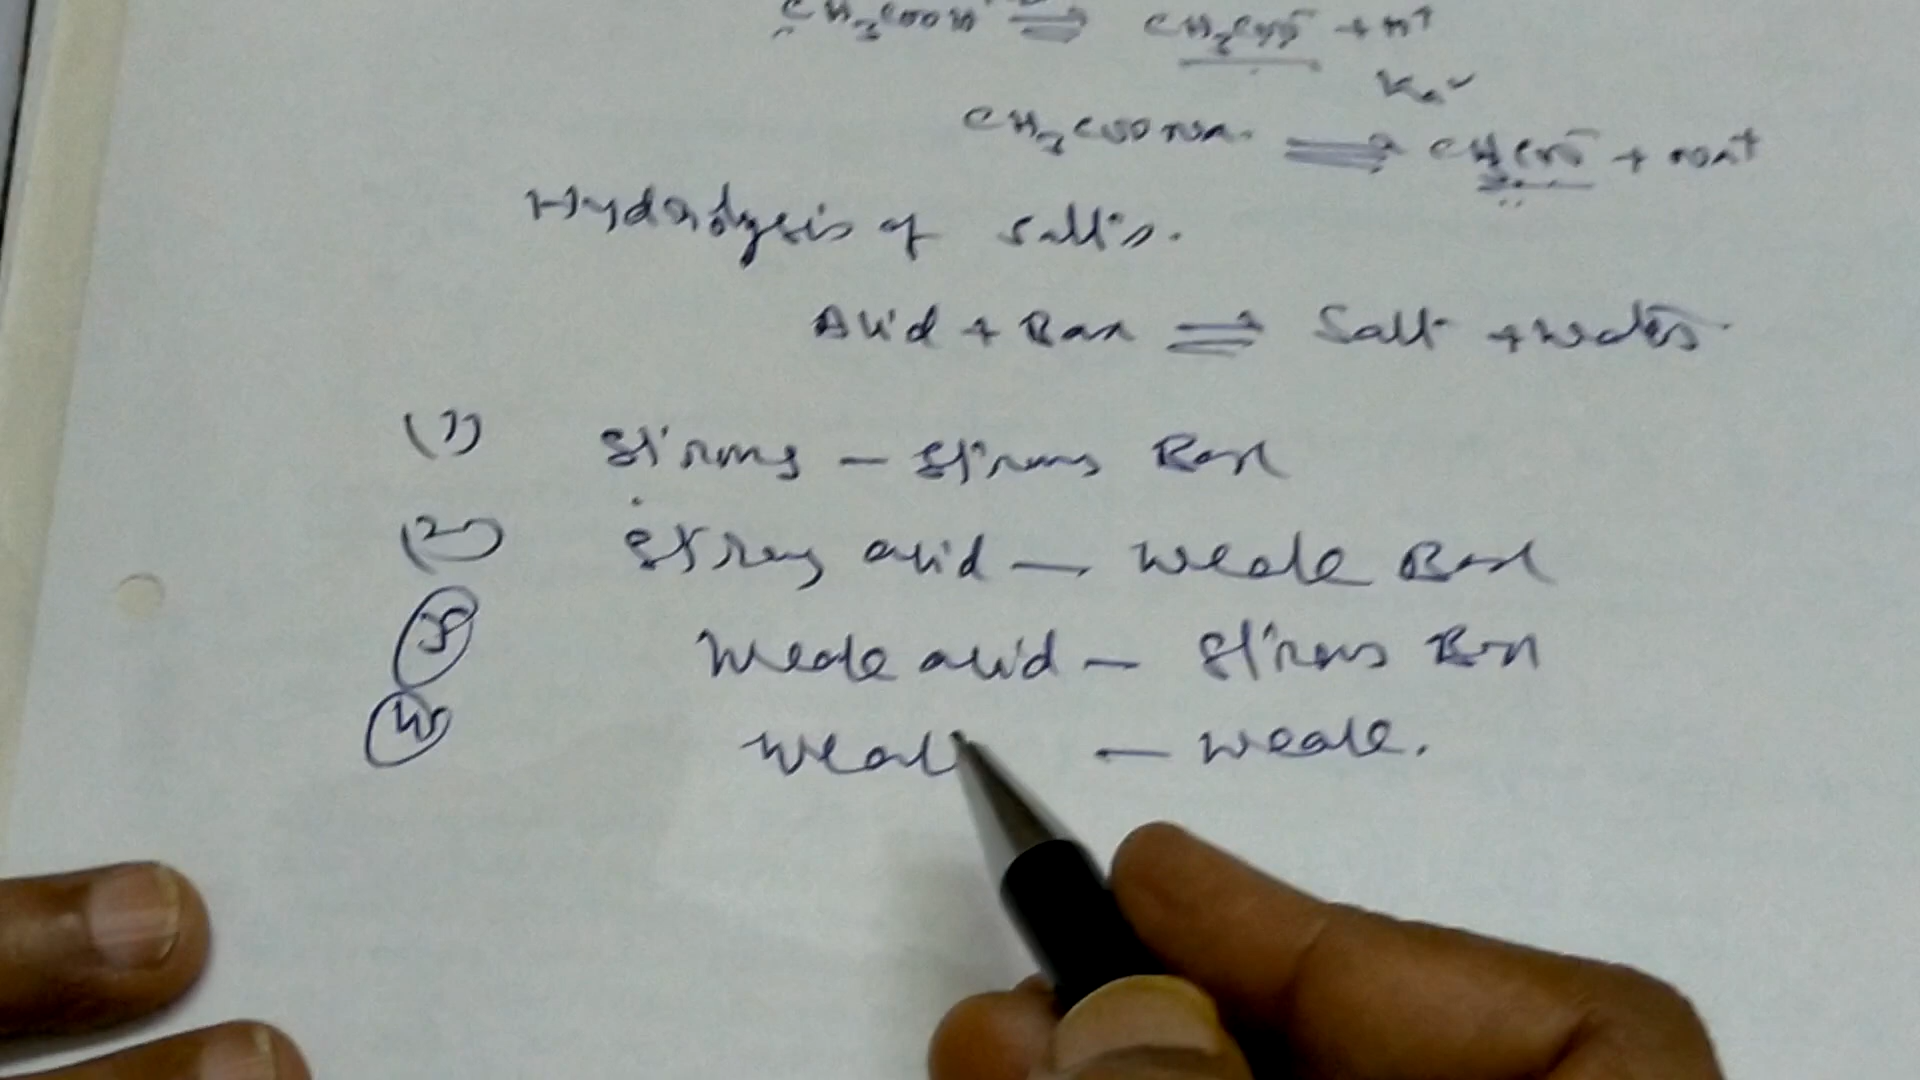 CH3COOH ⇌ CH3COO⁻ + H⁺
Ka
CH3COONa ⇌ CH3COO⁻ + Na⁺
Hydrolysis of salts.
Acid + Base ⇌ Salt + water
(1) Strong - Strong Base
(2) Strong acid - Weak Base
(3) Weak acid - Strong Base
(4) Weak - Weak.